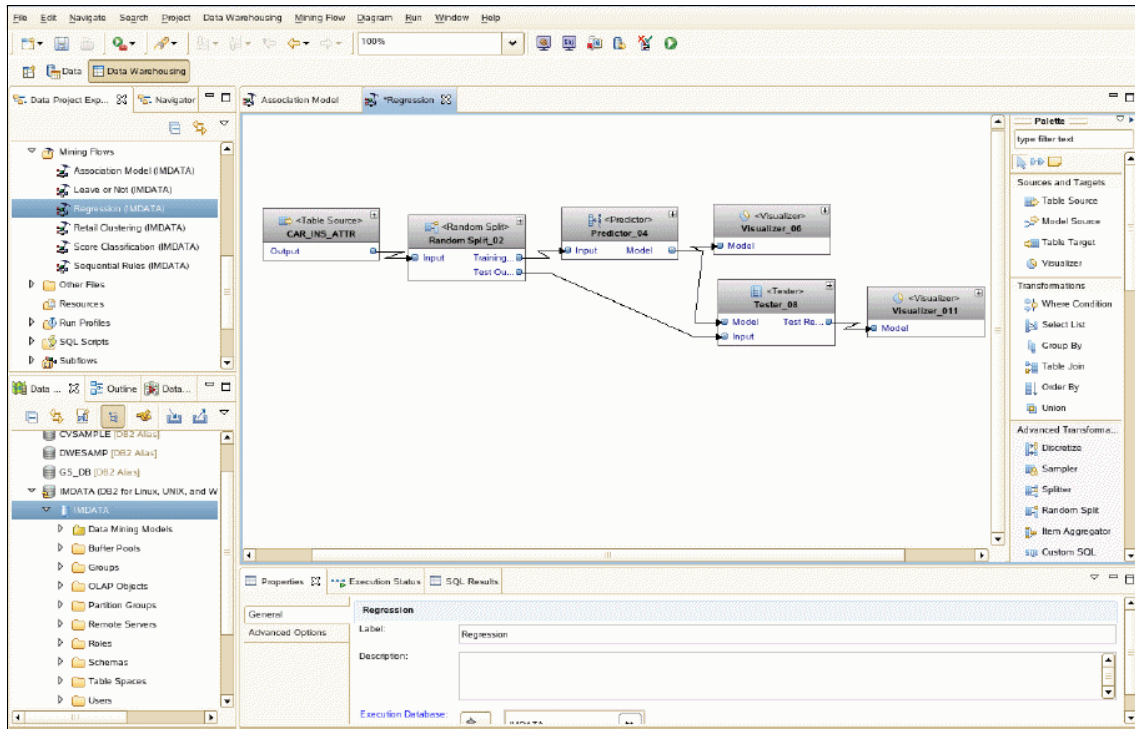 File Edit Navigate Search Project Data Warehousing Mining Flow Diagram Run Window Help
100%
Data Data Warehousing
Data Project Exp... Navigator
Mining Flows
Association Model (IMDATA)
Leave or Not (IMDATA)
Regression (IMDATA)
Retail Clustering (IMDATA)
Score Classification (IMDATA)
Sequential Rules (IMDATA)
Other Files
Resources
Run Profiles
SQL Scripts
Subflows
Data ... Outline Data...
CVSAMPLE [DB2 Alias]
DWESAMP [DB2 Alias]
GS_DB [DB2 Alias]
IMDATA (DB2 for Linux, UNIX, and W
IMDATA
Data Mining Models
Buffer Pools
Groups
OLAP Objects
Partition Groups
Remote Servers
Roles
Schemas
Table Spaces
Users
Association Model *Regression
<Table Source>
CAR_INS_ATTR
Output
<Random Split>
Random Split_02
Input Training...
Test Ou...
<Predictor>
Predictor_04
Input Model
<Visualizer>
Visualizer_06
Model
<Tester>
Tester_08
Model Test Re...
Input
<Visualizer>
Visualizer_011
Model
Palette
type filter text
Sources and Targets
Table Source
Model Source
Table Target
Visualizer
Transformations
Where Condition
Select List
Group By
Table Join
Order By
Union
Advanced Transforma...
Discretize
Sampler
Splitter
Random Split
Item Aggregator
Custom SQL
Properties Execution Status SQL Results
General
Advanced Options
Regression
Label: Regression
Description:
Execution Database: IMDATA